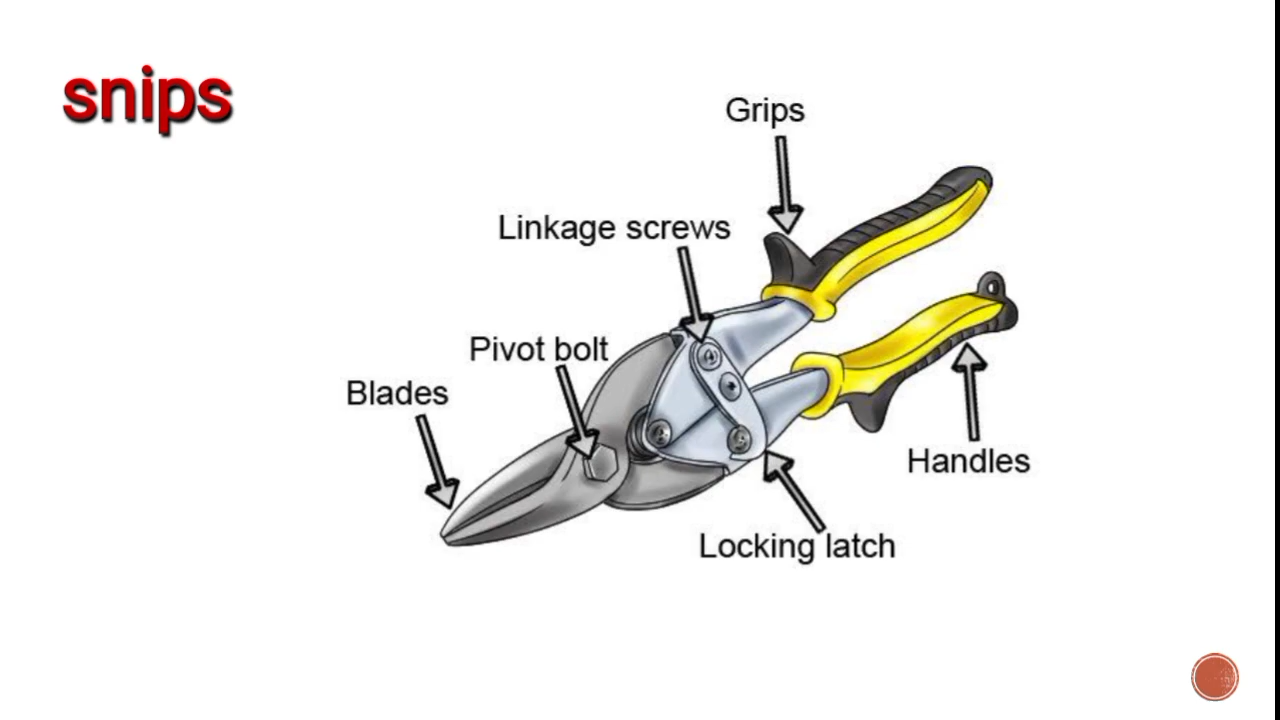 snips
Grips
Linkage screws
Pivot bolt
Blades
Handles
Locking latch